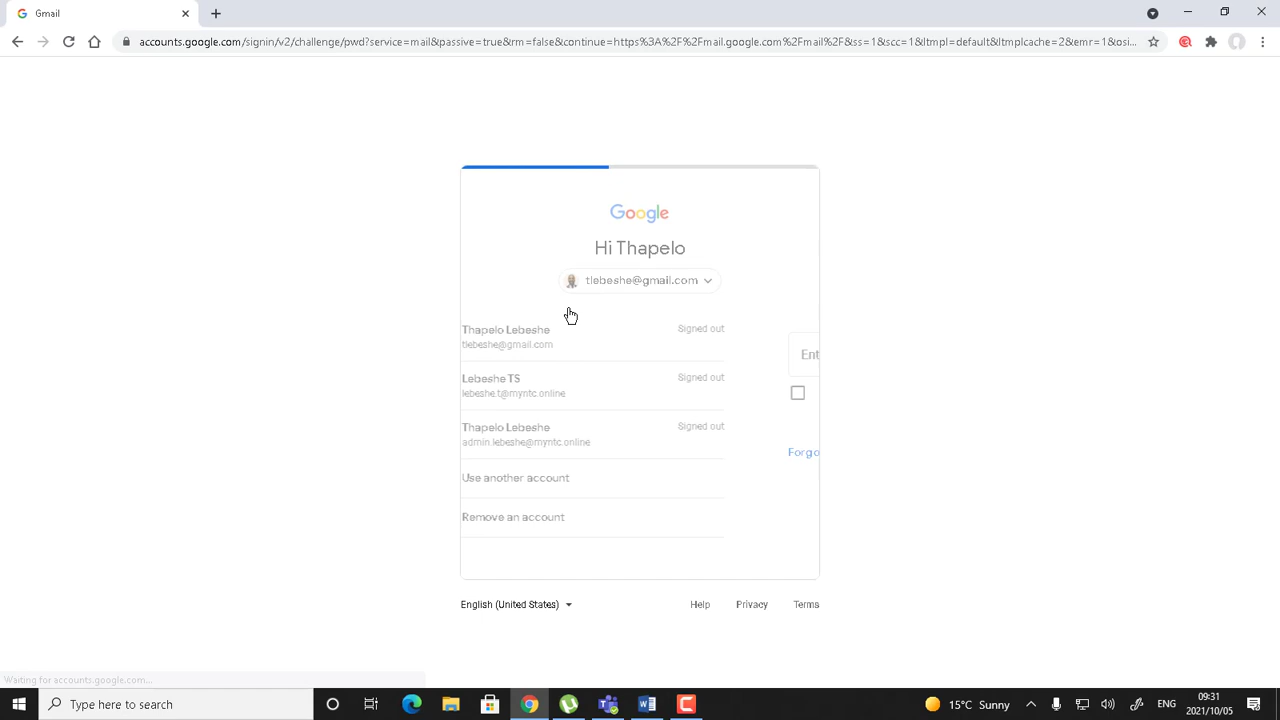 Gmail
accounts.google.com/signin/v2/challenge/pwd?service=mail&passive=true&rm=false&continue=https%3A%2F%2Fmail.google.com%2Fmail%2F&ss=1&scc=1&ltmpl=default&ltmplcache=2&emr=1&osi...
Google
Hi Thapelo
tlebeshe@gmail.com
Thapelo Lebeshe Signed out
tlebeshe@gmail.com
Ent
Lebeshe TS Signed out
lebeshe.t@myntc.online
Thapelo Lebeshe Signed out
admin.lebeshe@myntc.online
Forgo
Use another account
Remove an account
English (United States) Help Privacy Terms
Waiting for accounts.google.com...
Type here to search
15°C Sunny
ENG
09:31
2021/10/05